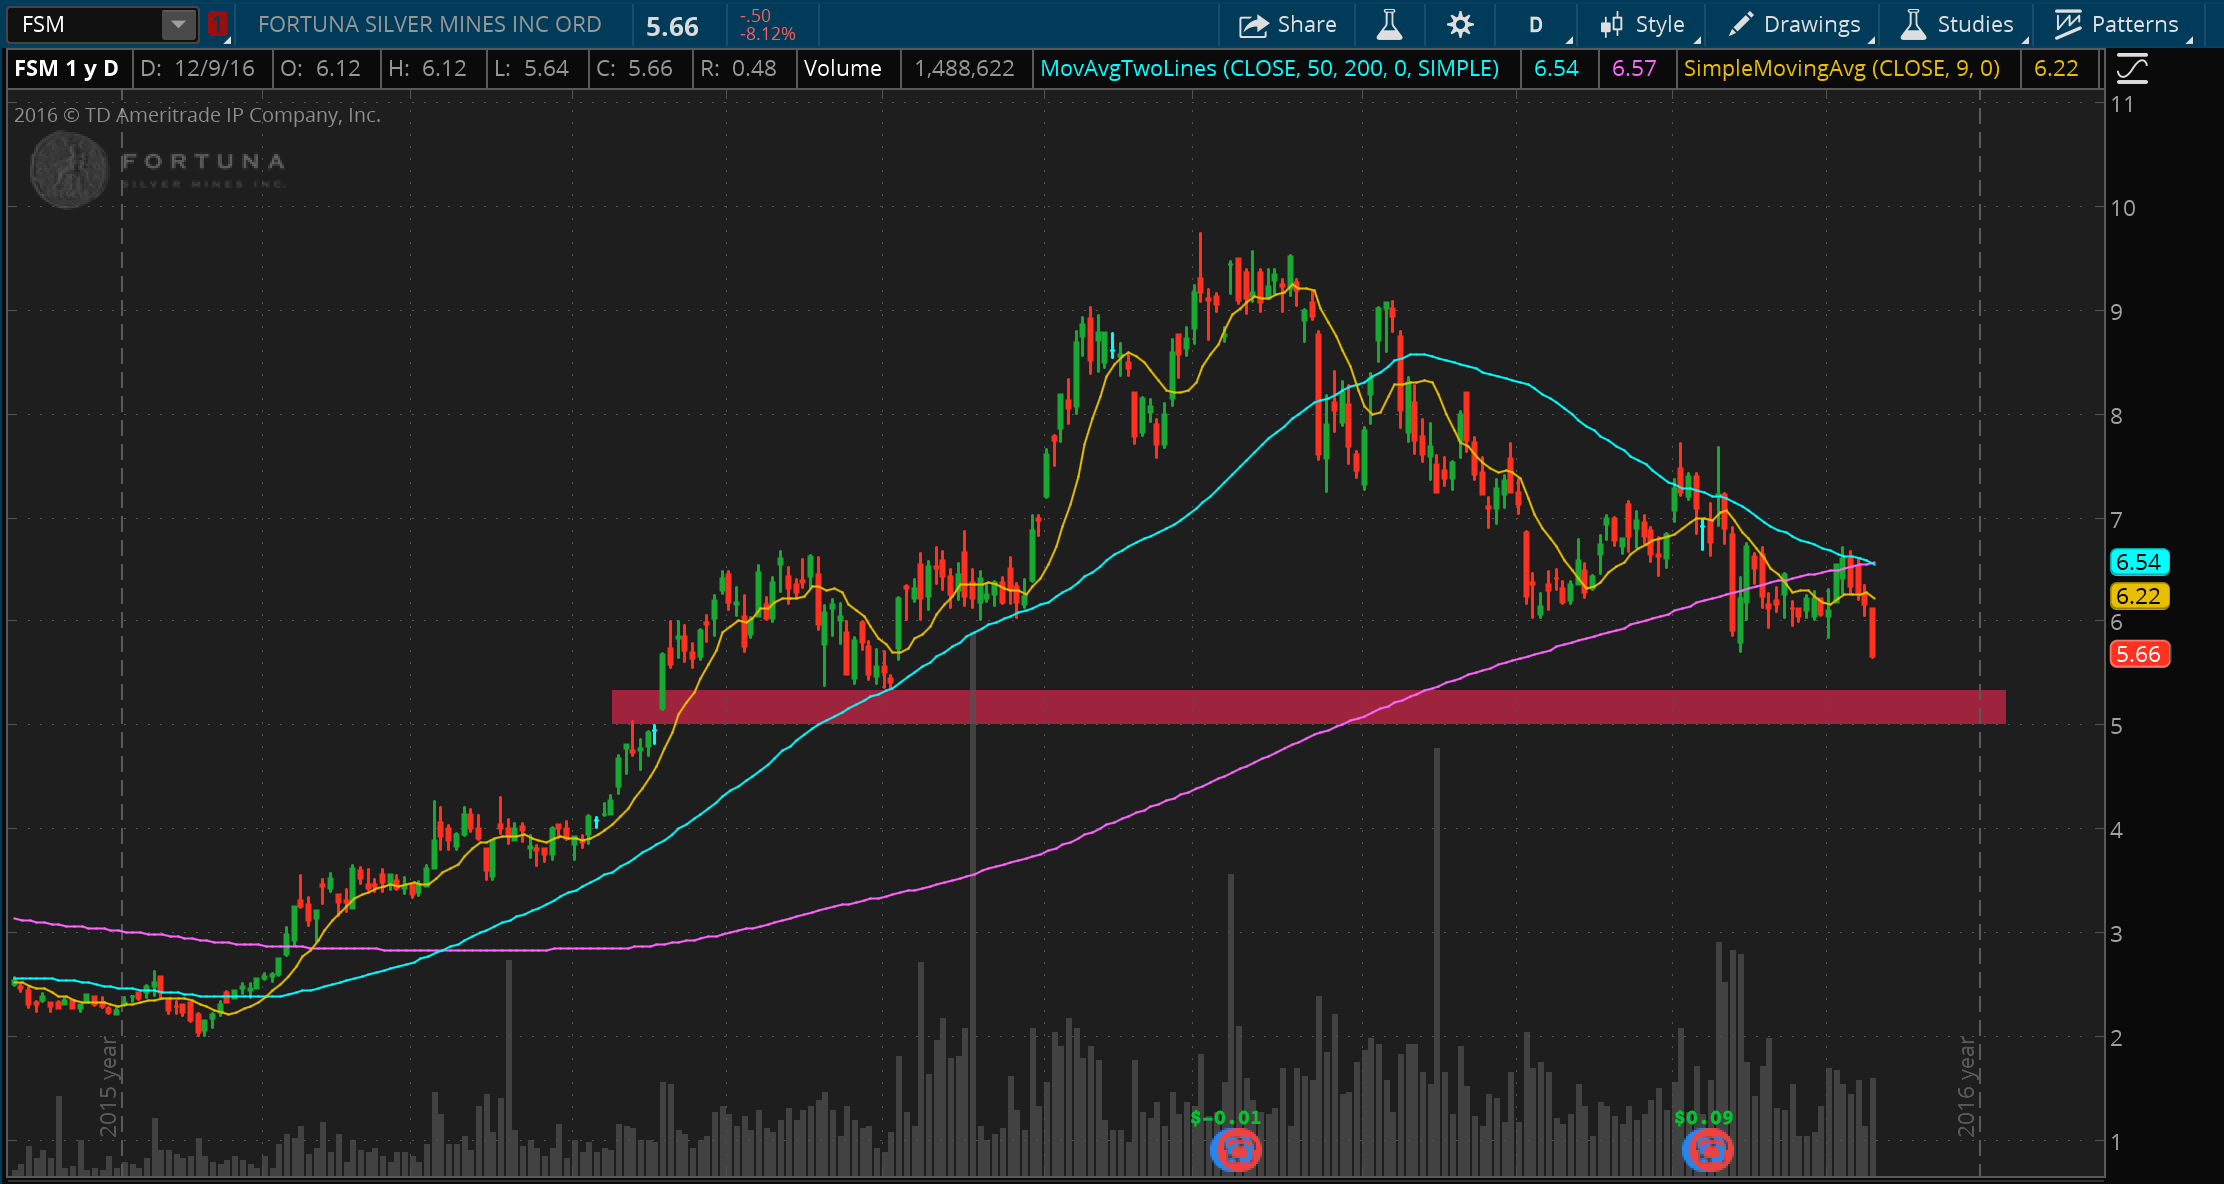 FSM 1 FORTUNA SILVER MINES INC ORD 5.66 -.50 -8.12% Share D Style Drawings Studies Patterns
FSM 1 y D D: 12/9/16 O: 6.12 H: 6.12 L: 5.64 C: 5.66 R: 0.48 Volume 1,488,622 MovAvgTwoLines (CLOSE, 50, 200, 0, SIMPLE) 6.54 6.57 SimpleMovingAvg (CLOSE, 9, 0) 6.22
2016 © TD Ameritrade IP Company, Inc.
FORTUNA
SILVER MINES INC.
11
10
9
8
7
6.54
6.22
6
5.66
5
4
3
2
1
2015 year
2016 year
$-0.01
$0.09